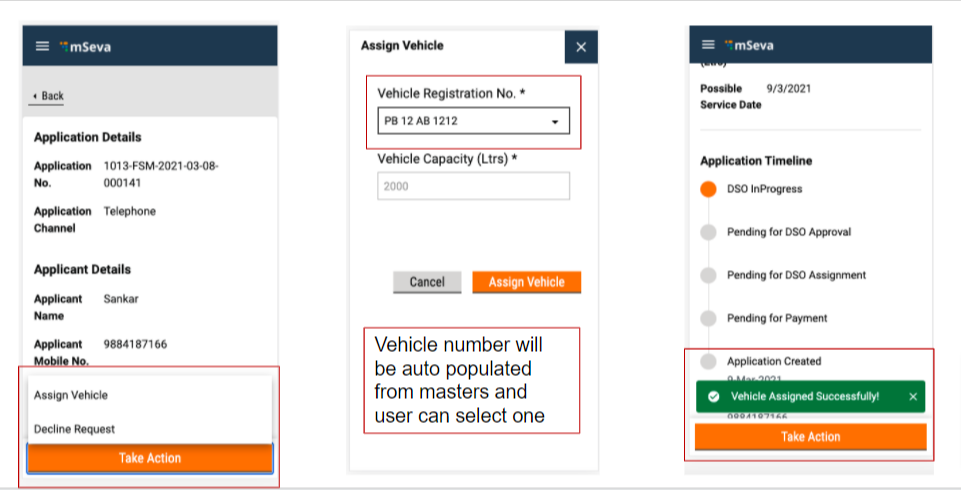 mSeva
Back
Application Details
Application No. 1013-FSM-2021-03-08-000141
Application Channel Telephone
Applicant Details
Applicant Name Sankar
Applicant Mobile No. 9884187166
Assign Vehicle
Decline Request
Take Action
Assign Vehicle
Vehicle Registration No. *
PB 12 AB 1212
Vehicle Capacity (Ltrs) *
2000
Cancel Assign Vehicle
Vehicle number will
be auto populated
from masters and
user can select one
mSeva
(Ltrs)
Possible Service Date 9/3/2021
Application Timeline
DSO InProgress
Pending for DSO Approval
Pending for DSO Assignment
Pending for Payment
Application Created
9-Mar-2021
Vehicle Assigned Successfully!
9884187166
Take Action